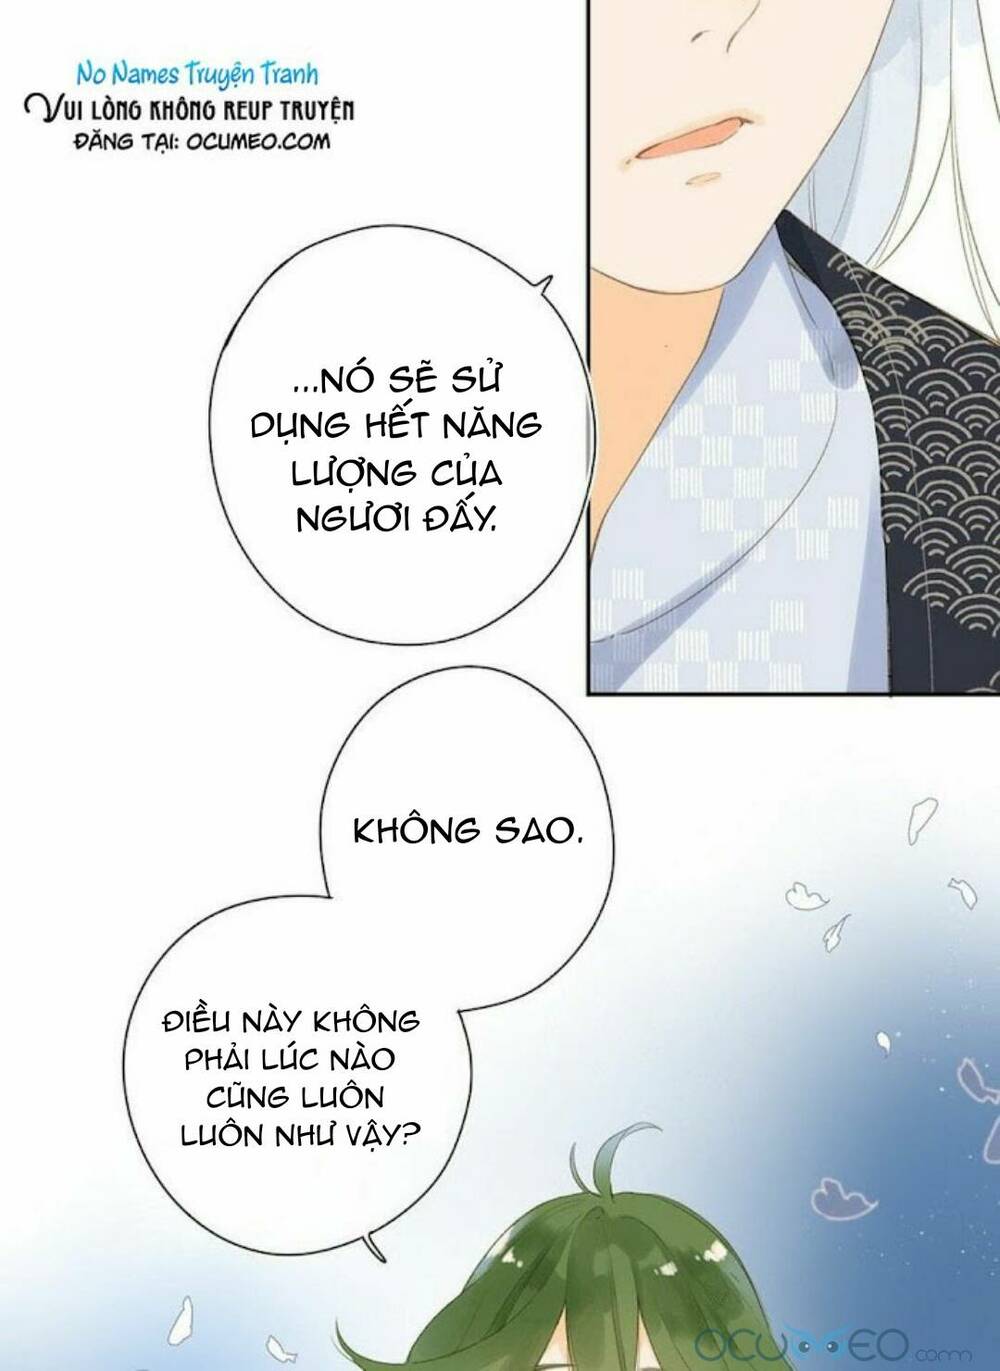 No Names Truyện Tranh
Vui lòng không reup truyện
Đăng tại: ocumeo.com
...NÓ SẼ SỬ
DỤNG HẾT NĂNG
LƯỢNG CỦA
NGƯƠI ĐẤY.
KHÔNG SAO.
ĐIỀU NÀY KHÔNG
PHẢI LÚC NÀO
CŨNG LUÔN
LUÔN NHƯ VẬY?
OCUMEO.com